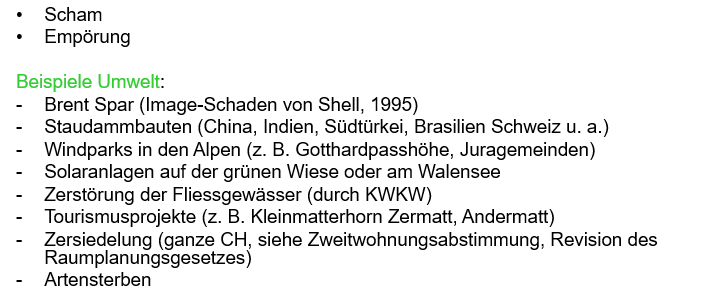 • Scham
• Empörung
Beispiele Umwelt:
- Brent Spar (Image-Schaden von Shell, 1995)
- Staudammbauten (China, Indien, Südtürkei, Brasilien Schweiz u. a.)
- Windparks in den Alpen (z. B. Gotthardpasshöhe, Juragemeinden)
- Solaranlagen auf der grünen Wiese oder am Walensee
- Zerstörung der Fliessgewässer (durch KWKW)
- Tourismusprojekte (z. B. Kleinmatterhorn Zermatt, Andermatt)
- Zersiedelung (ganze CH, siehe Zweitwohnungsabstimmung, Revision des
Raumplanungsgesetzes)
- Artensterben